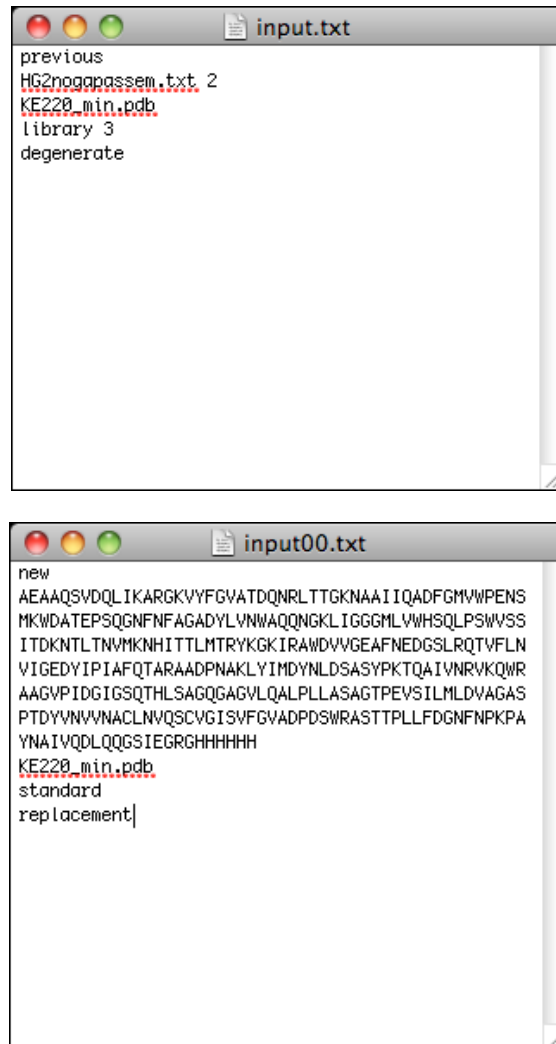 input.txt
previous
HG2nogapassem.txt 2
KE220_min.pdb
library 3
degenerate
input00.txt
new
AEAAQSVDQLIKARGKVYFGVATDQNRLTTGKNAAIIQADFGMVWPENS
MKWDATEPSQGNFNFAGADYLVNWAQQNGKLIGGGMLVWHSQLPSWVSS
ITDKNTLTNVMKNHITTLMTRYKGKIRAWDVVGEAFNEDGSLRQTVFLN
VIGEDYIPIAFQTARAADPNAKLYIMDYNLDSASYPKTQAIVNRVKQWR
AAGVPIDGIGSQTHLSAGQGAGVLQALPLLASAGTPEVSILMLDVAGAS
PTDYVNVVNACLNVQSCVGISVFGVADPDSWRASTTPLLFDGNFNPKPA
YNAIVQDLQQGSIEGRGHHHHHH
KE220_min.pdb
standard
replacement